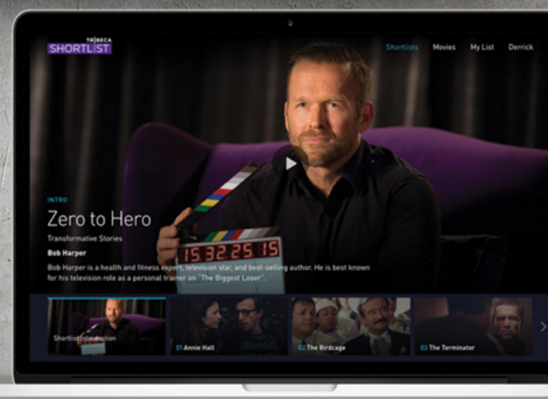 TRIBECA
SHORTLIST
Shortlists Movies My List Derrick
INTRO
Zero to Hero
Transformative Stories
Bob Harper
Bob Harper is a health and fitness expert, television star, and best-selling author. He is best known
for his television role as a personal trainer on "The Biggest Loser".
15:32:25:15
Shortlist Introduction
01 Annie Hall
02 The Birdcage
03 The Terminator